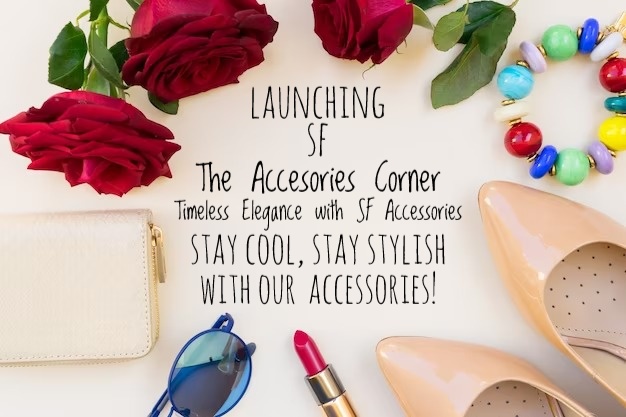 LAUNCHING
SF
The Accesories Corner
Timeless Elegance with SF Accessories
STAY COOL, STAY STYLISH
WITH OUR ACCESSORIES!